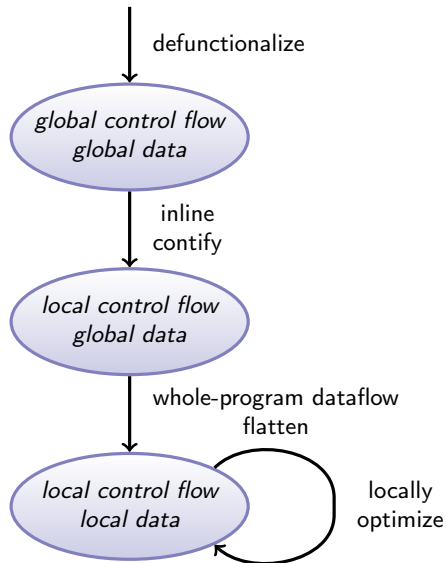 defunctionalize
global control flow
global data
inline
contify
local control flow
global data
whole-program dataflow
flatten
local control flow
local data
locally
optimize